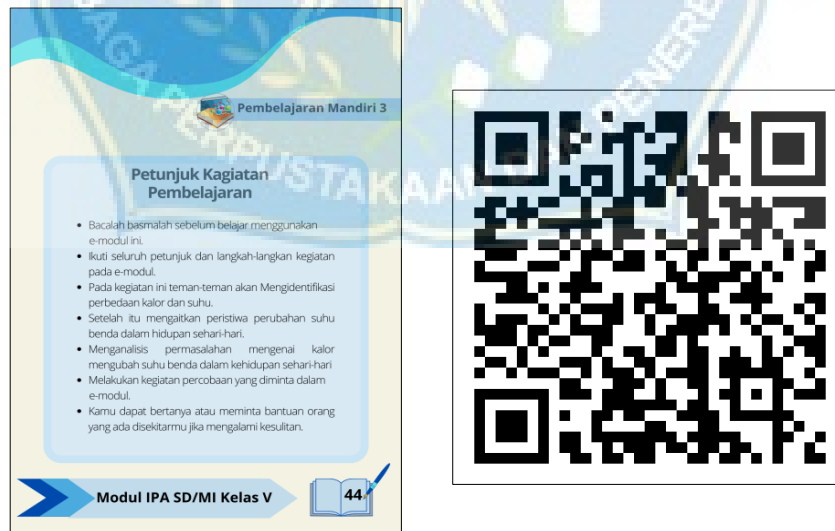 Pembelajaran Mandiri 3
Petunjuk Kagiatan
Pembelajaran
• Bacalah basmalah sebelum belajar menggunakan
e-modul ini.
• Ikuti seluruh petunjuk dan langkah-langkan kegiatan
pada e-modul.
• Pada kegiatan ini teman-teman akan Mengidentifikasi
perbedaan kalor dan suhu.
• Setelah itu mengaitkan peristiwa perubahan suhu
benda dalam hidupan sehari-hari.
• Menganalisis permasalahan mengenai kalor
mengubah suhu benda dalam kehidupan sehari-hari
• Melakukan kegiatan percobaan yang diminta dalam
e-modul.
• Kamu dapat bertanya atau meminta bantuan orang
yang ada disekitarmu jika mengalami kesulitan.
Modul IPA SD/MI Kelas V
44